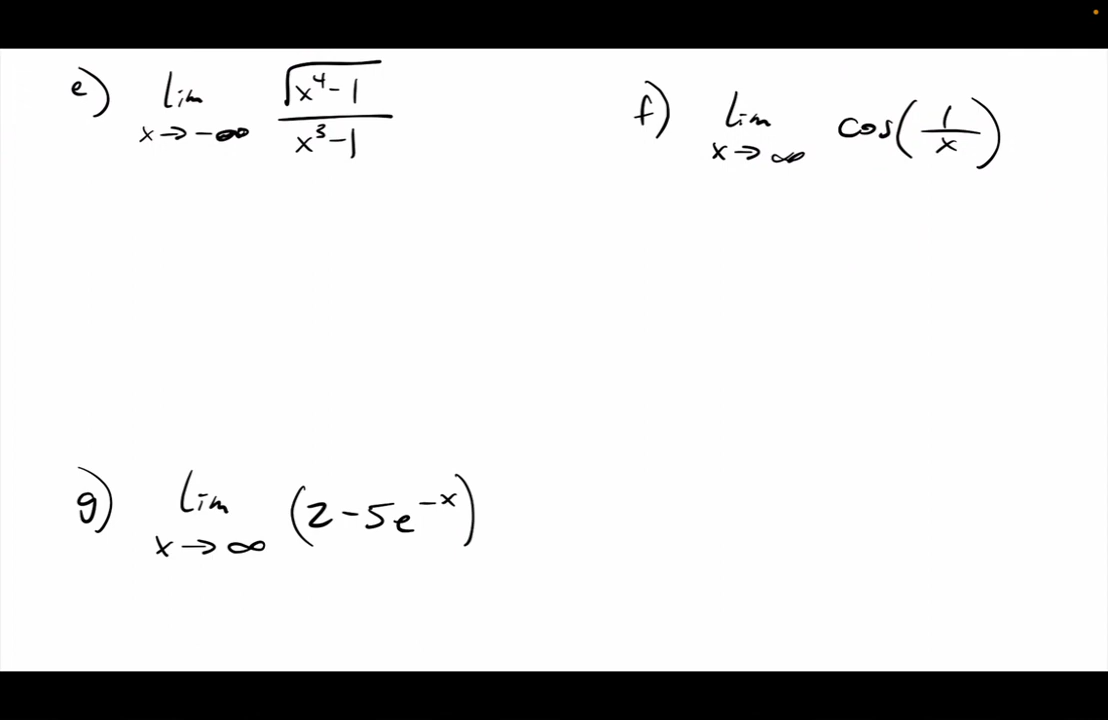 e) lim x→-∞ √(x⁴-1) / (x³-1)
f) lim x→∞ cos(1/x)
g) lim x→∞ (2-5e⁻ˣ)